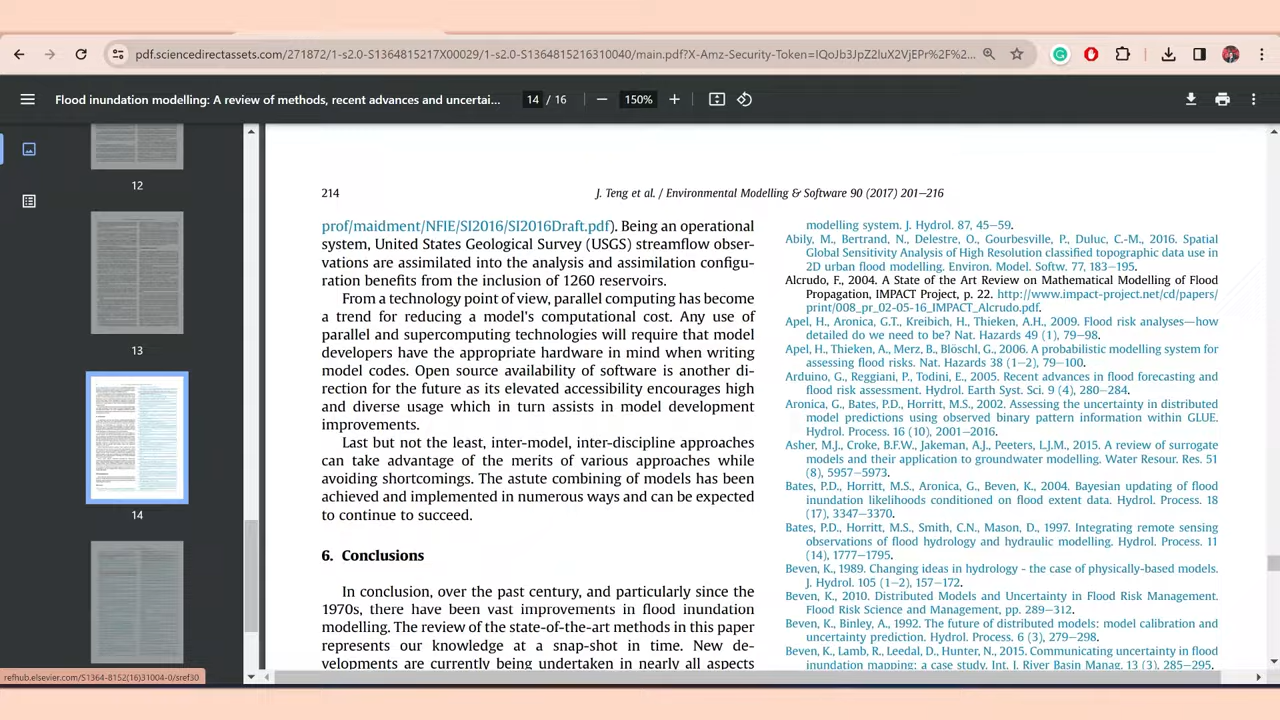 pdf.sciencedirectassets.com/271872/1-s2.0-S1364815217X00029/1-s2.0-S1364815216310040/main.pdf?X-Amz-Security-Token=IQoJb3JpZ2luX2VjEPr%2F%2...
Flood inundation modelling: A review of methods, recent advances and uncertai...
14 / 16
150%
12
13
14
214
J. Teng et al. / Environmental Modelling & Software 90 (2017) 201–216
prof/maidment/NFIE/SI2016/SI2016Draft.pdf). Being an operational
system, United States Geological Survey (USGS) streamflow obser-
vations are assimilated into the analysis and assimilation configu-
ration benefits from the inclusion of 1260 reservoirs.
From a technology point of view, parallel computing has become
a trend for reducing a model's computational cost. Any use of
parallel and supercomputing technologies will require that model
developers have the appropriate hardware in mind when writing
model codes. Open source availability of software is another di-
rection for the future as its elevated accessibility encourages high
and diverse usage which in turn assists in model development
improvements.
Last but not the least, inter-model, inter-discipline approaches
can take advantage of the merits of various approaches while
avoiding shortcomings. The astute combining of models has been
achieved and implemented in numerous ways and can be expected
to continue to succeed.
6. Conclusions
In conclusion, over the past century, and particularly since the
1970s, there have been vast improvements in flood inundation
modelling. The review of the state-of-the-art methods in this paper
represents our knowledge at a snap-shot in time. New de-
velopments are currently being undertaken in nearly all aspects
modelling system. J. Hydrol. 87, 45–59.
Abily, M., Bertrand, N., Delestre, O., Gourbesville, P., Duluc, C.-M., 2016. Spatial
Global Sensitivity Analysis of High Resolution classified topographic data use in
2D urban flood modelling. Environ. Model. Softw. 77, 183–195.
Alcrudo, F., 2004. A State of the Art Review on Mathematical Modelling of Flood
Propagation, IMPACT Project, p. 22. http://www.impact-project.net/cd/papers/
print/008_pr_02-05-16_IMPACT_Alcrudo.pdf.
Apel, H., Aronica, G.T., Kreibich, H., Thieken, A.H., 2009. Flood risk analyses—how
detailed do we need to be? Nat. Hazards 49 (1), 79–98.
Apel, H., Thieken, A., Merz, B., Blöschl, G., 2006. A probabilistic modelling system for
assessing flood risks. Nat. Hazards 38 (1–2), 79–100.
Arduino, G., Reggiani, P., Todini, E., 2005. Recent advances in flood forecasting and
flood risk assessment. Hydrol. Earth Syst. Sci. 9 (4), 280–284.
Aronica, G., Bates, P.D., Horritt, M.S., 2002. Assessing the uncertainty in distributed
model predictions using observed binary pattern information within GLUE.
Hydrol. Process. 16 (10), 2001–2016.
Asher, M.J., Croke, B.F.W., Jakeman, A.J., Peeters, L.J.M., 2015. A review of surrogate
models and their application to groundwater modelling. Water Resour. Res. 51
(8), 5957–5973.
Bates, P.D., Horritt, M.S., Aronica, G., Beven, K., 2004. Bayesian updating of flood
inundation likelihoods conditioned on flood extent data. Hydrol. Process. 18
(17), 3347–3370.
Bates, P.D., Horritt, M.S., Smith, C.N., Mason, D., 1997. Integrating remote sensing
observations of flood hydrology and hydraulic modelling. Hydrol. Process. 11
(14), 1777–1795.
Beven, K., 1989. Changing ideas in hydrology - the case of physically-based models.
J. Hydrol. 105 (1–2), 157–172.
Beven, K., 2010. Distributed Models and Uncertainty in Flood Risk Management.
Flood Risk Science and Management, pp. 289–312.
Beven, K., Binley, A., 1992. The future of distributed models: model calibration and
uncertainty prediction. Hydrol. Process. 6 (3), 279–298.
Beven, K., Lamb, R., Leedal, D., Hunter, N., 2015. Communicating uncertainty in flood
inundation mapping: a case study. Int. J. River Basin Manag. 13 (3), 285–295.
refhub.elsevier.com/S1364-8152(16)31004-0/sref30